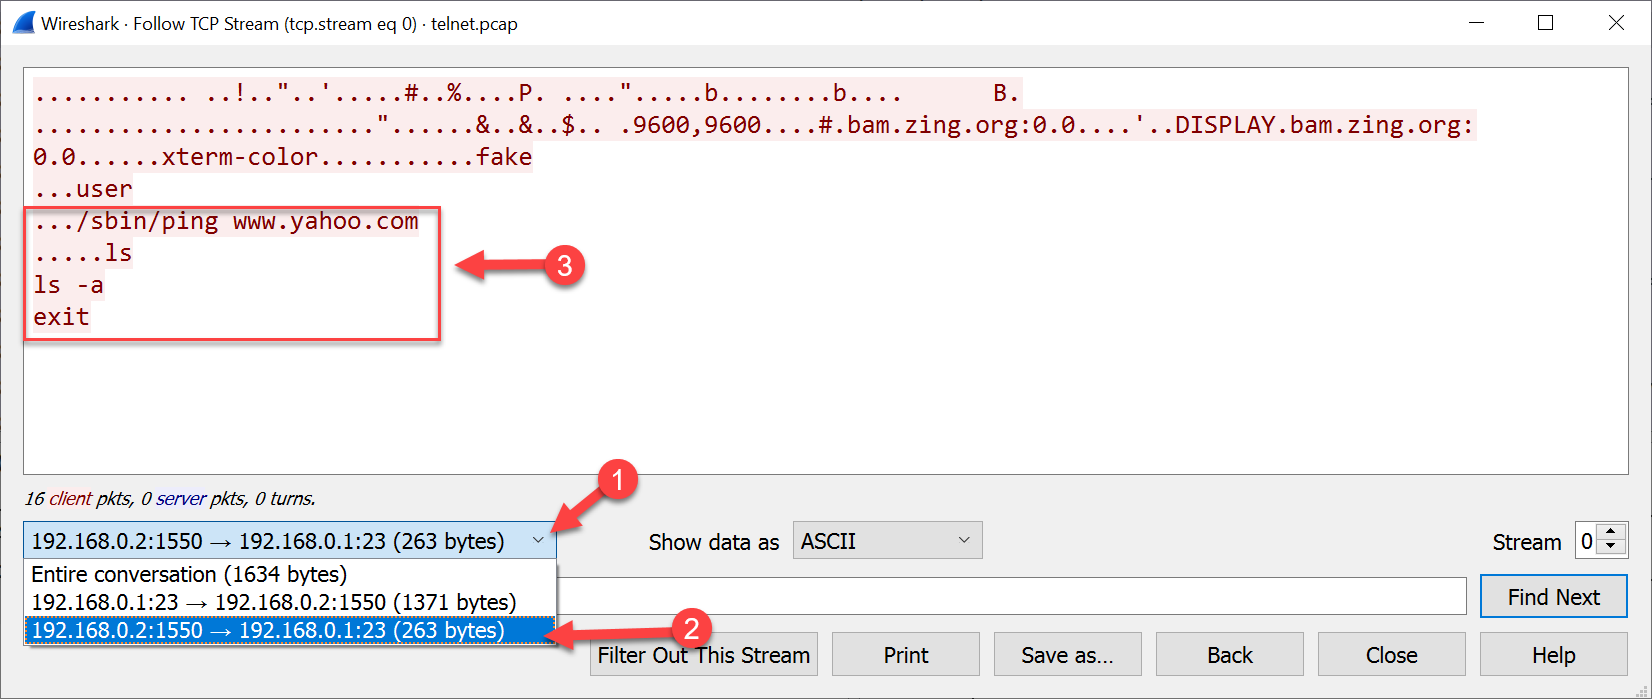 Wireshark · Follow TCP Stream (tcp.stream eq 0) · telnet.pcap
........... ..!.."..'.....#..%....P. ....".....b........b.... B.
........................"......&..&..$.. .9600,9600....#.bam.zing.org:0.0....'..DISPLAY.bam.zing.org:
0.0......xterm-color...........fake
...user
.../sbin/ping www.yahoo.com
.....ls
ls -a
exit
3
16 client pkts, 0 server pkts, 0 turns.
1
192.168.0.2:1550 → 192.168.0.1:23 (263 bytes)
Show data as ASCII
Stream 0
Entire conversation (1634 bytes)
192.168.0.1:23 → 192.168.0.2:1550 (1371 bytes)
192.168.0.2:1550 → 192.168.0.1:23 (263 bytes)
2
Find Next
Filter Out This Stream
Print
Save as...
Back
Close
Help